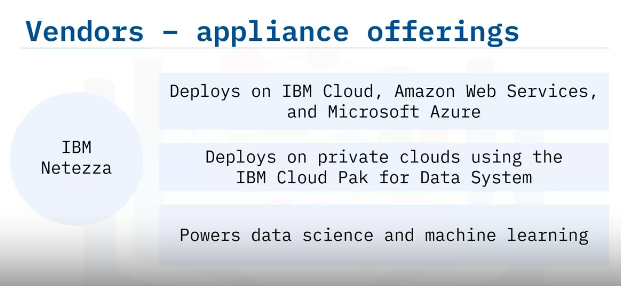 Vendors – appliance offerings
IBM
Netezza
Deploys on IBM Cloud, Amazon Web Services,
and Microsoft Azure
Deploys on private clouds using the
IBM Cloud Pak for Data System
Powers data science and machine learning